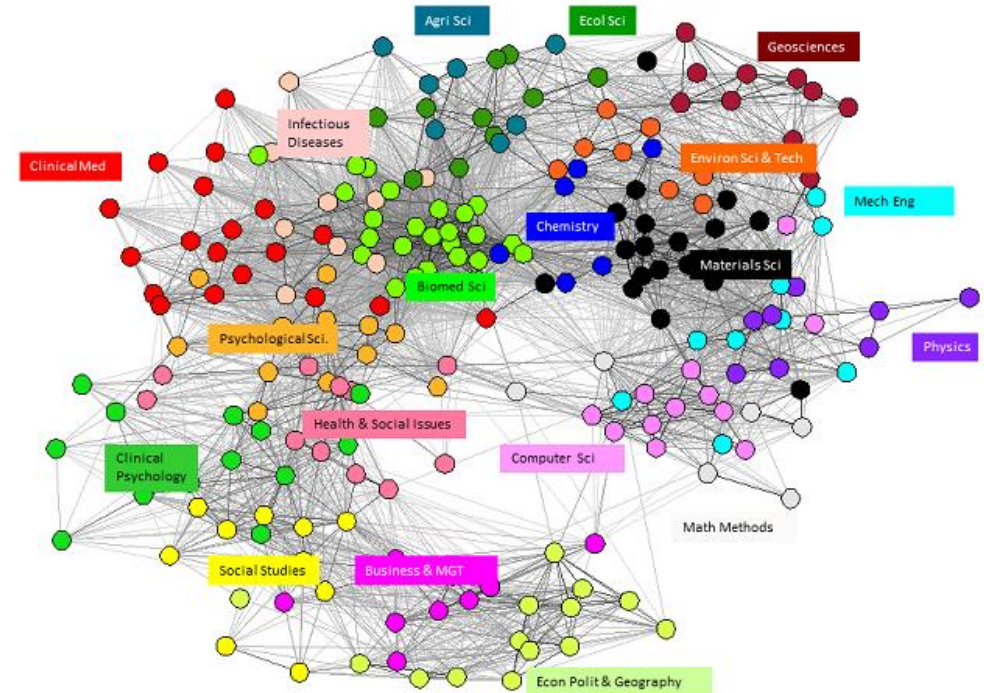 Agri Sci
Ecol Sci
Geosciences
Infectious
Diseases
Clinical Med
Environ Sci & Tech
Mech Eng
Chemistry
Materials Sci
Biomed Sci
Psychological Sci.
Physics
Health & Social Issues
Clinical
Psychology
Computer Sci
Math Methods
Social Studies
Business & MGT
Econ Polit & Geography